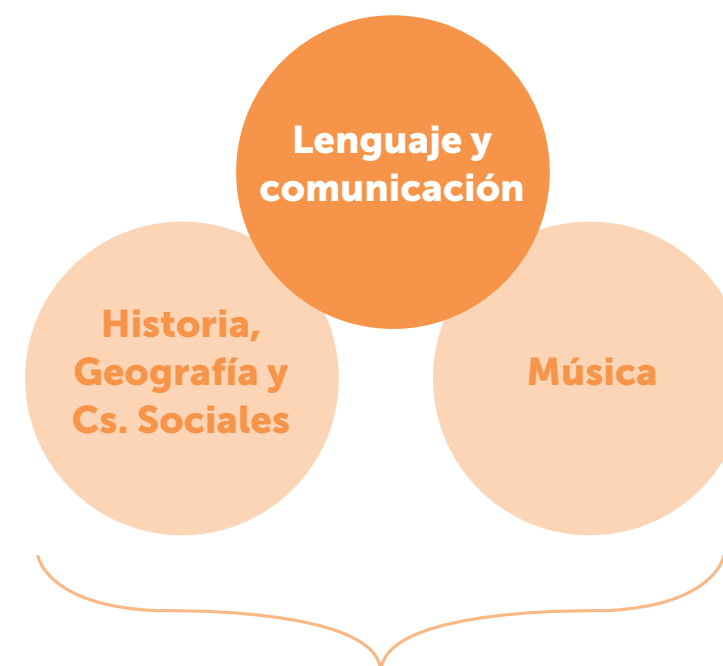 Lenguaje y
comunicación
Historia,
Geografía y
Cs. Sociales
Música